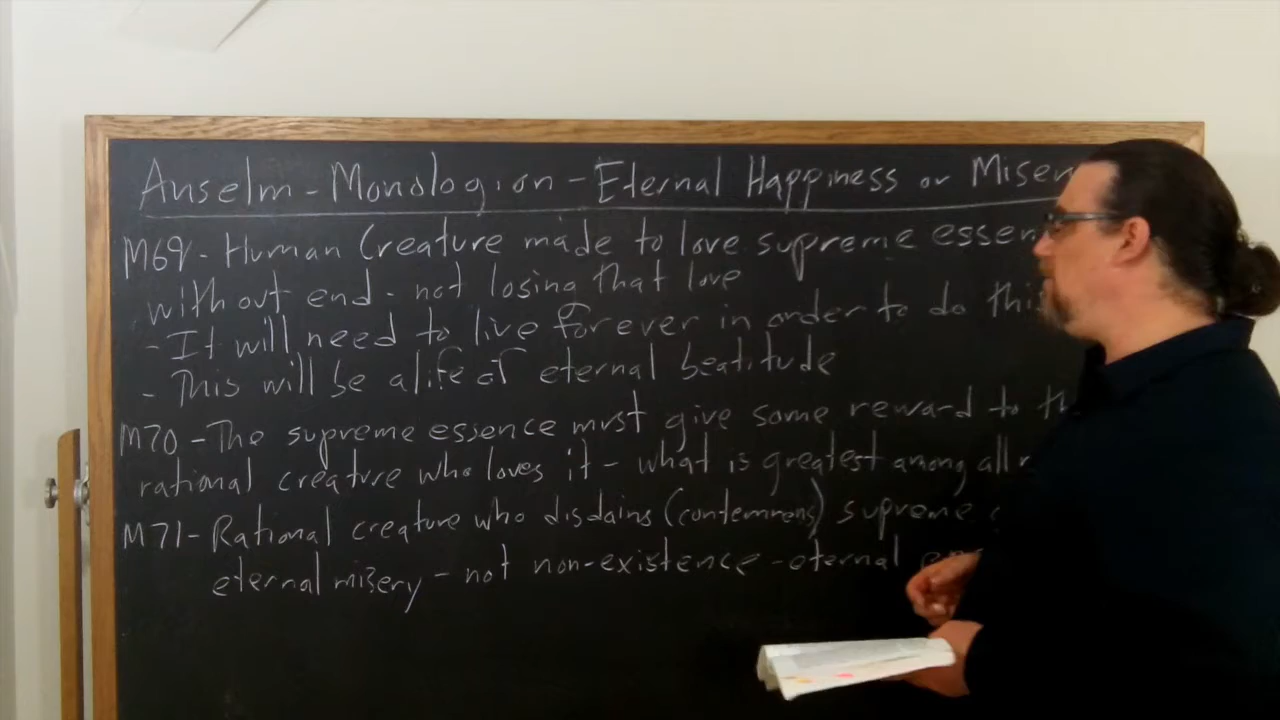 Anselm - Monologion - Eternal Happiness or Miser
M69 - Human Creature made to love supreme essen
without end - not losing that love
- It will need to live forever in order to do this
- This will be a life of eternal beatitude
M70 - The supreme essence must give some reward to th
rational creature who loves it - what is greatest among all
M71 - Rational creature who disdains (contemnens) supreme
eternal misery - not non-existence - eternal